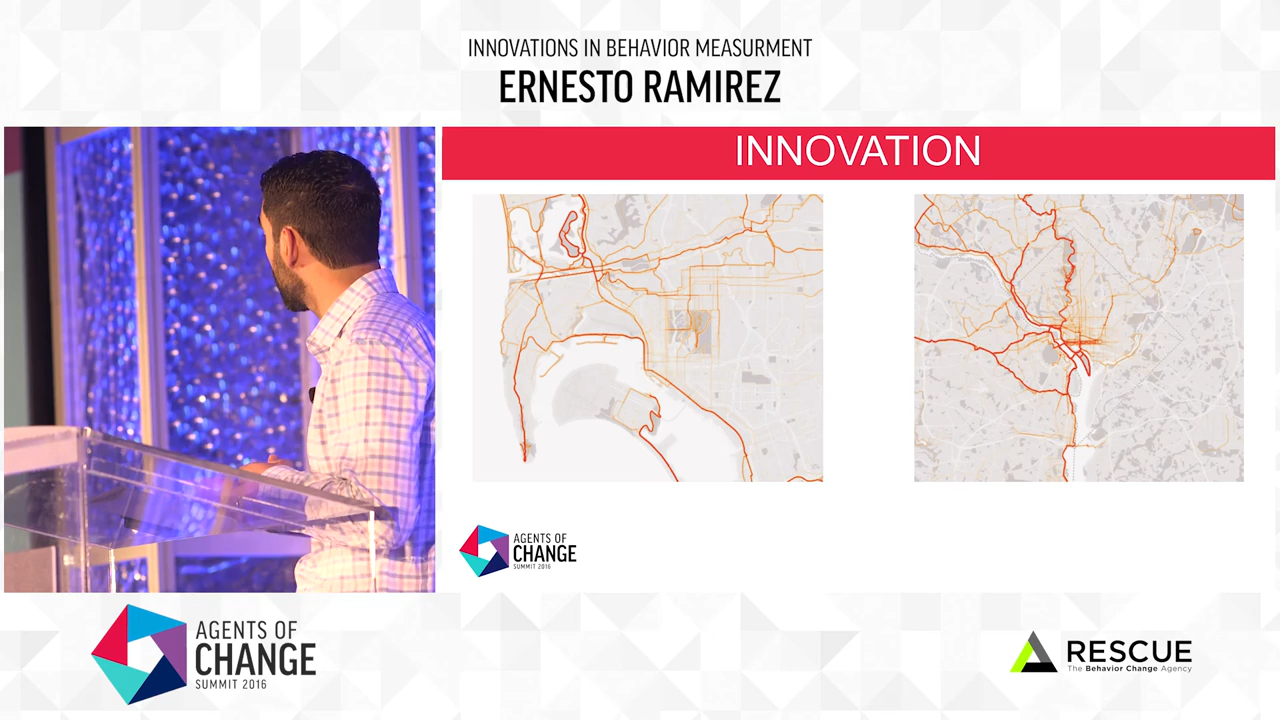 INNOVATIONS IN BEHAVIOR MEASURMENT
ERNESTO RAMIREZ
INNOVATION
AGENTS OF
CHANGE
SUMMIT 2016
AGENTS OF
CHANGE
SUMMIT 2016
RESCUE
The Behavior Change Agency